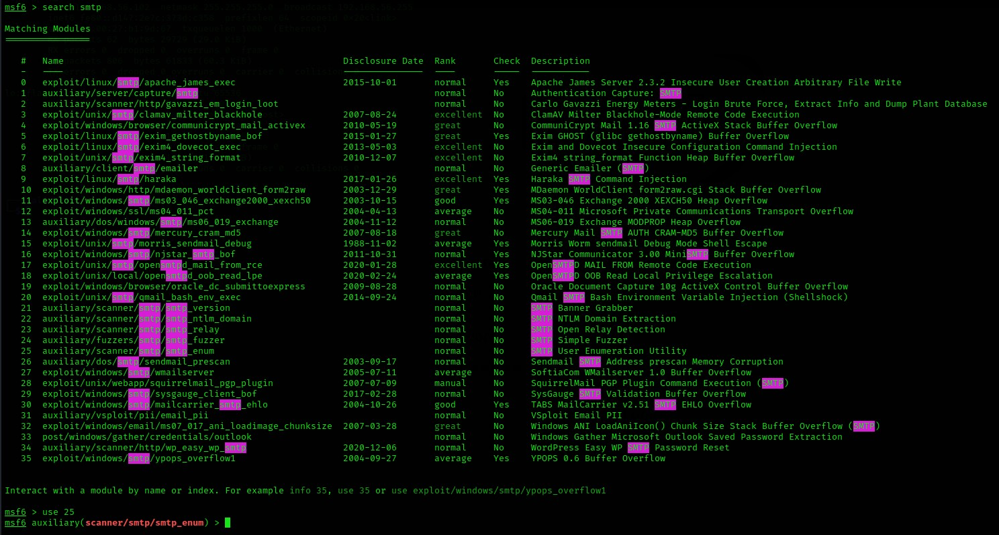 msf6 > search smtp
Matching Modules
================
# Name Disclosure Date Rank Check Description
- ---- --------------- ---- ----- -----------
0 exploit/linux/smtp/apache_james_exec 2015-10-01 normal Yes Apache James Server 2.3.2 Insecure User Creation Arbitrary File Write
1 auxiliary/server/capture/smtp normal No Authentication Capture: SMTP
2 auxiliary/scanner/http/gavazzi_em_login_loot normal No Carlo Gavazzi Energy Meters - Login Brute Force, Extract Info and Dump Plant Database
3 exploit/unix/smtp/clamav_milter_blackhole 2007-08-24 excellent No ClamAV Milter Blackhole-Mode Remote Code Execution
4 exploit/windows/browser/communicrypt_mail_activex 2010-05-19 great No CommuniCrypt Mail 1.16 SMTP ActiveX Stack Buffer Overflow
5 exploit/linux/smtp/exim_gethostbyname_bof 2015-01-27 great Yes Exim GHOST (glibc gethostbyname) Buffer Overflow
6 exploit/linux/smtp/exim4_dovecot_exec 2013-05-03 excellent No Exim and Dovecot Insecure Configuration Command Injection
7 exploit/unix/smtp/exim4_string_format 2010-12-07 excellent No Exim4 string_format Function Heap Buffer Overflow
8 auxiliary/client/smtp/emailer normal No Generic Emailer (SMTP)
9 exploit/linux/smtp/haraka 2017-01-26 excellent Yes Haraka SMTP Command Injection
10 exploit/windows/http/mdaemon_worldclient_form2raw 2003-12-29 great Yes MDaemon WorldClient form2raw.cgi Stack Buffer Overflow
11 exploit/windows/smtp/ms03_046_exchange2000_xexch50 2003-10-15 good Yes MS03-046 Exchange 2000 XEXCH50 Heap Overflow
12 exploit/windows/ssl/ms04_011_pct 2004-04-13 average No MS04-011 Microsoft Private Communications Transport Overflow
13 auxiliary/dos/windows/smtp/ms06_019_exchange 2004-11-12 normal No MS06-019 Exchange MODPROP Heap Overflow
14 exploit/windows/smtp/mercury_cram_md5 2007-08-18 great No Mercury Mail SMTP AUTH CRAM-MD5 Buffer Overflow
15 exploit/unix/smtp/morris_sendmail_debug 1988-11-02 average Yes Morris Worm sendmail Debug Mode Shell Escape
16 exploit/windows/smtp/njstar_smtp_bof 2011-10-31 normal Yes NJStar Communicator 3.00 MiniSMTP Buffer Overflow
17 exploit/unix/smtp/opensmtpd_mail_from_rce 2020-01-28 excellent Yes OpenSMTPD MAIL FROM Remote Code Execution
18 exploit/unix/local/opensmtpd_oob_read_lpe 2020-02-24 average Yes OpenSMTPD OOB Read Local Privilege Escalation
19 exploit/windows/browser/oracle_dc_submittoexpress 2009-08-28 normal No Oracle Document Capture 10g ActiveX Control Buffer Overflow
20 exploit/unix/smtp/qmail_bash_env_exec 2014-09-24 normal No Qmail SMTP Bash Environment Variable Injection (Shellshock)
21 auxiliary/scanner/smtp/smtp_version normal No SMTP Banner Grabber
22 auxiliary/scanner/smtp/smtp_ntlm_domain normal No SMTP NTLM Domain Extraction
23 auxiliary/scanner/smtp/smtp_relay normal No SMTP Open Relay Detection
24 auxiliary/fuzzers/smtp/smtp_fuzzer normal No SMTP Simple Fuzzer
25 auxiliary/scanner/smtp/smtp_enum normal No SMTP User Enumeration Utility
26 auxiliary/dos/smtp/sendmail_prescan 2003-09-17 normal No Sendmail SMTP Address prescan Memory Corruption
27 exploit/windows/smtp/wmailserver 2005-07-11 average No SoftiaCom WMailserver 1.0 Buffer Overflow
28 exploit/unix/webapp/squirrelmail_pgp_plugin 2007-07-09 manual No SquirrelMail PGP Plugin Command Execution (SMTP)
29 exploit/windows/smtp/sysgauge_client_bof 2017-02-28 normal No SysGauge SMTP Validation Buffer Overflow
30 exploit/windows/smtp/mailcarrier_smtp_ehlo 2004-10-26 good Yes TABS MailCarrier v2.51 SMTP EHLO Overflow
31 auxiliary/vsploit/pii/email_pii normal No VSploit Email PII
32 exploit/windows/email/ms07_017_ani_loadimage_chunksize 2007-03-28 great No Windows ANI LoadAniIcon() Chunk Size Stack Buffer Overflow (SMTP)
33 post/windows/gather/credentials/outlook normal No Windows Gather Microsoft Outlook Saved Password Extraction
34 auxiliary/scanner/http/wp_easy_wp_smtp 2020-12-06 normal No WordPress Easy WP SMTP Password Reset
35 exploit/windows/smtp/ypops_overflow1 2004-09-27 average Yes YPOPS 0.6 Buffer Overflow
Interact with a module by name or index. For example info 35, use 35 or use exploit/windows/smtp/ypops_overflow1
msf6 > use 25
msf6 auxiliary(scanner/smtp/smtp_enum) >